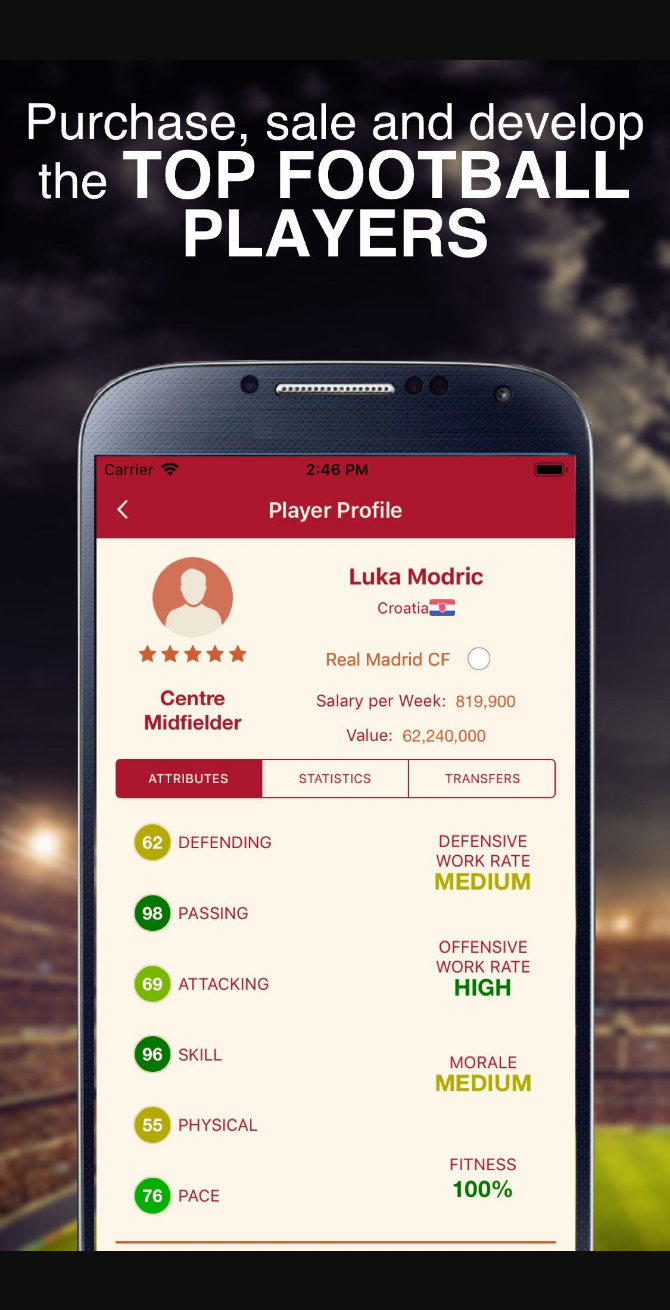 Purchase, sale and develop
the TOP FOOTBALL
PLAYERS
Carrier 2:46 PM
Player Profile
Luka Modric
Croatia
Real Madrid CF
Centre
Midfielder
Salary per Week: 819,900
Value: 62,240,000
ATTRIBUTES STATISTICS TRANSFERS
62 DEFENDING
98 PASSING
69 ATTACKING
96 SKILL
55 PHYSICAL
76 PACE
DEFENSIVE
WORK RATE
MEDIUM
OFFENSIVE
WORK RATE
HIGH
MORALE
MEDIUM
FITNESS
100%